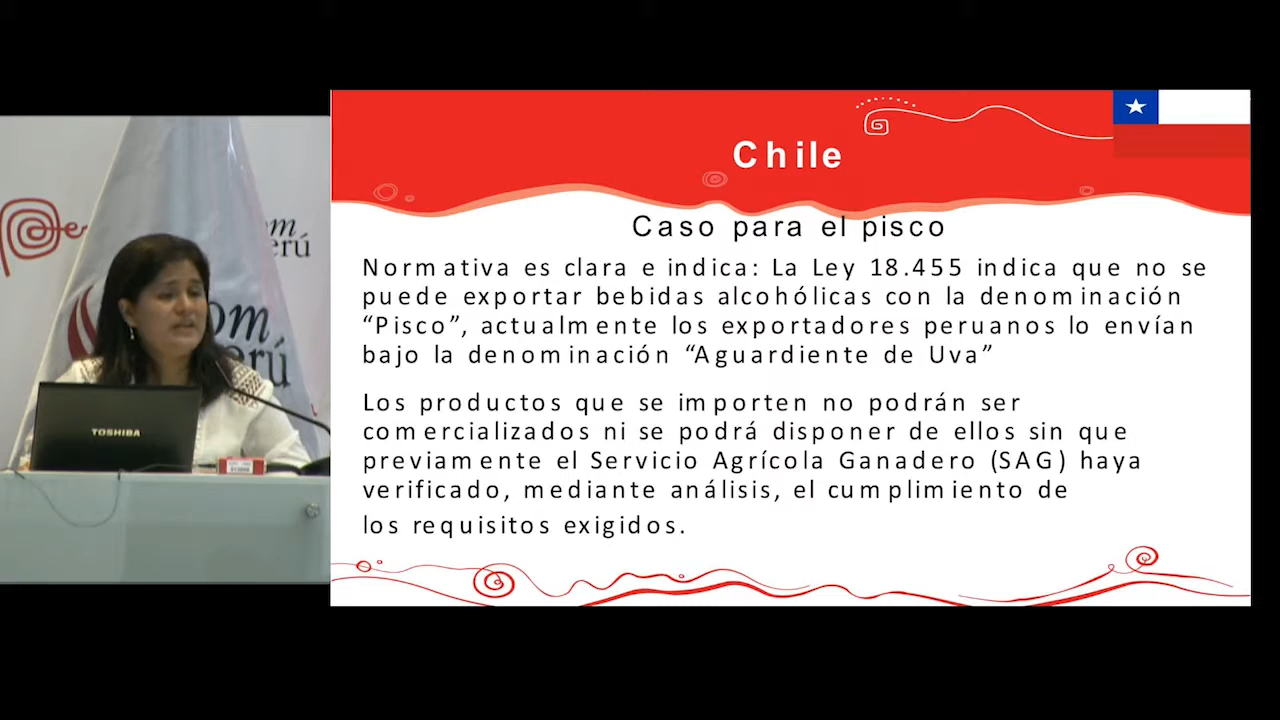 Chile
Caso para el pisco
Normativa es clara e indica: La Ley 18.455 indica que no se
puede exportar bebidas alcohólicas con la denominación
“Pisco”, actualmente los exportadores peruanos lo envían
bajo la denominación “Aguardiente de Uva”
Los productos que se importen no podrán ser
comercializados ni se podrá disponer de ellos sin que
previamente el Servicio Agrícola Ganadero (SAG) haya
verificado, mediante análisis, el cumplimiento de
los requisitos exigidos.
TOSHIBA